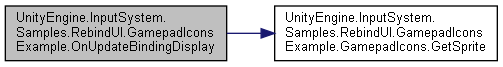 UnityEngine.InputSystem.
Samples.RebindUI.GamepadIcons
Example.OnUpdateBindingDisplay
UnityEngine.InputSystem.
Samples.RebindUI.GamepadIcons
Example.GamepadIcons.GetSprite